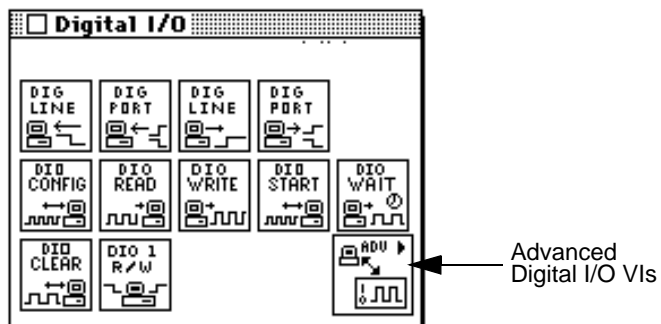 Digital I/O
DIG LINE
DIG PORT
DIG LINE
DIG PORT
DIO CONFIG
DIO READ
DIO WRITE
DIO START
DIO WAIT
DIO CLEAR
DIO 1 R/W
ADV
Advanced
Digital I/O VIs